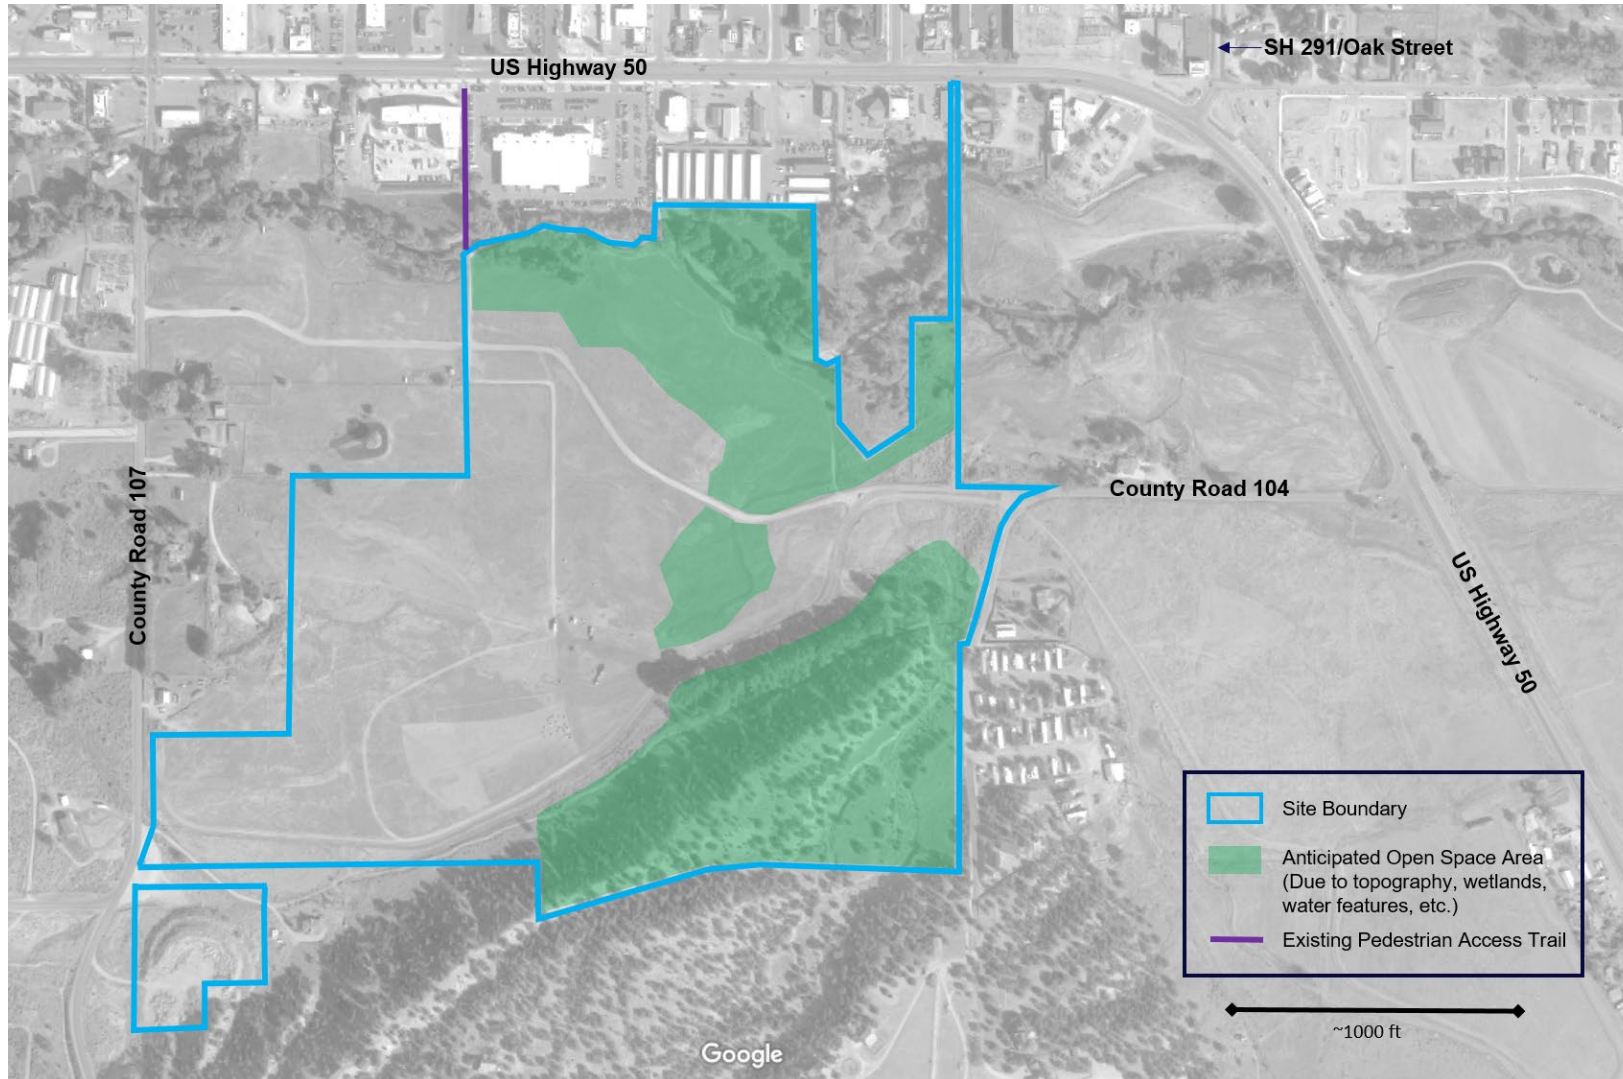 SH 291/Oak Street
US Highway 50
County Road 104
County Road 107
US Highway 50
Site Boundary
Anticipated Open Space Area
(Due to topography, wetlands,
water features, etc.)
Existing Pedestrian Access Trail
~1000 ft
Google